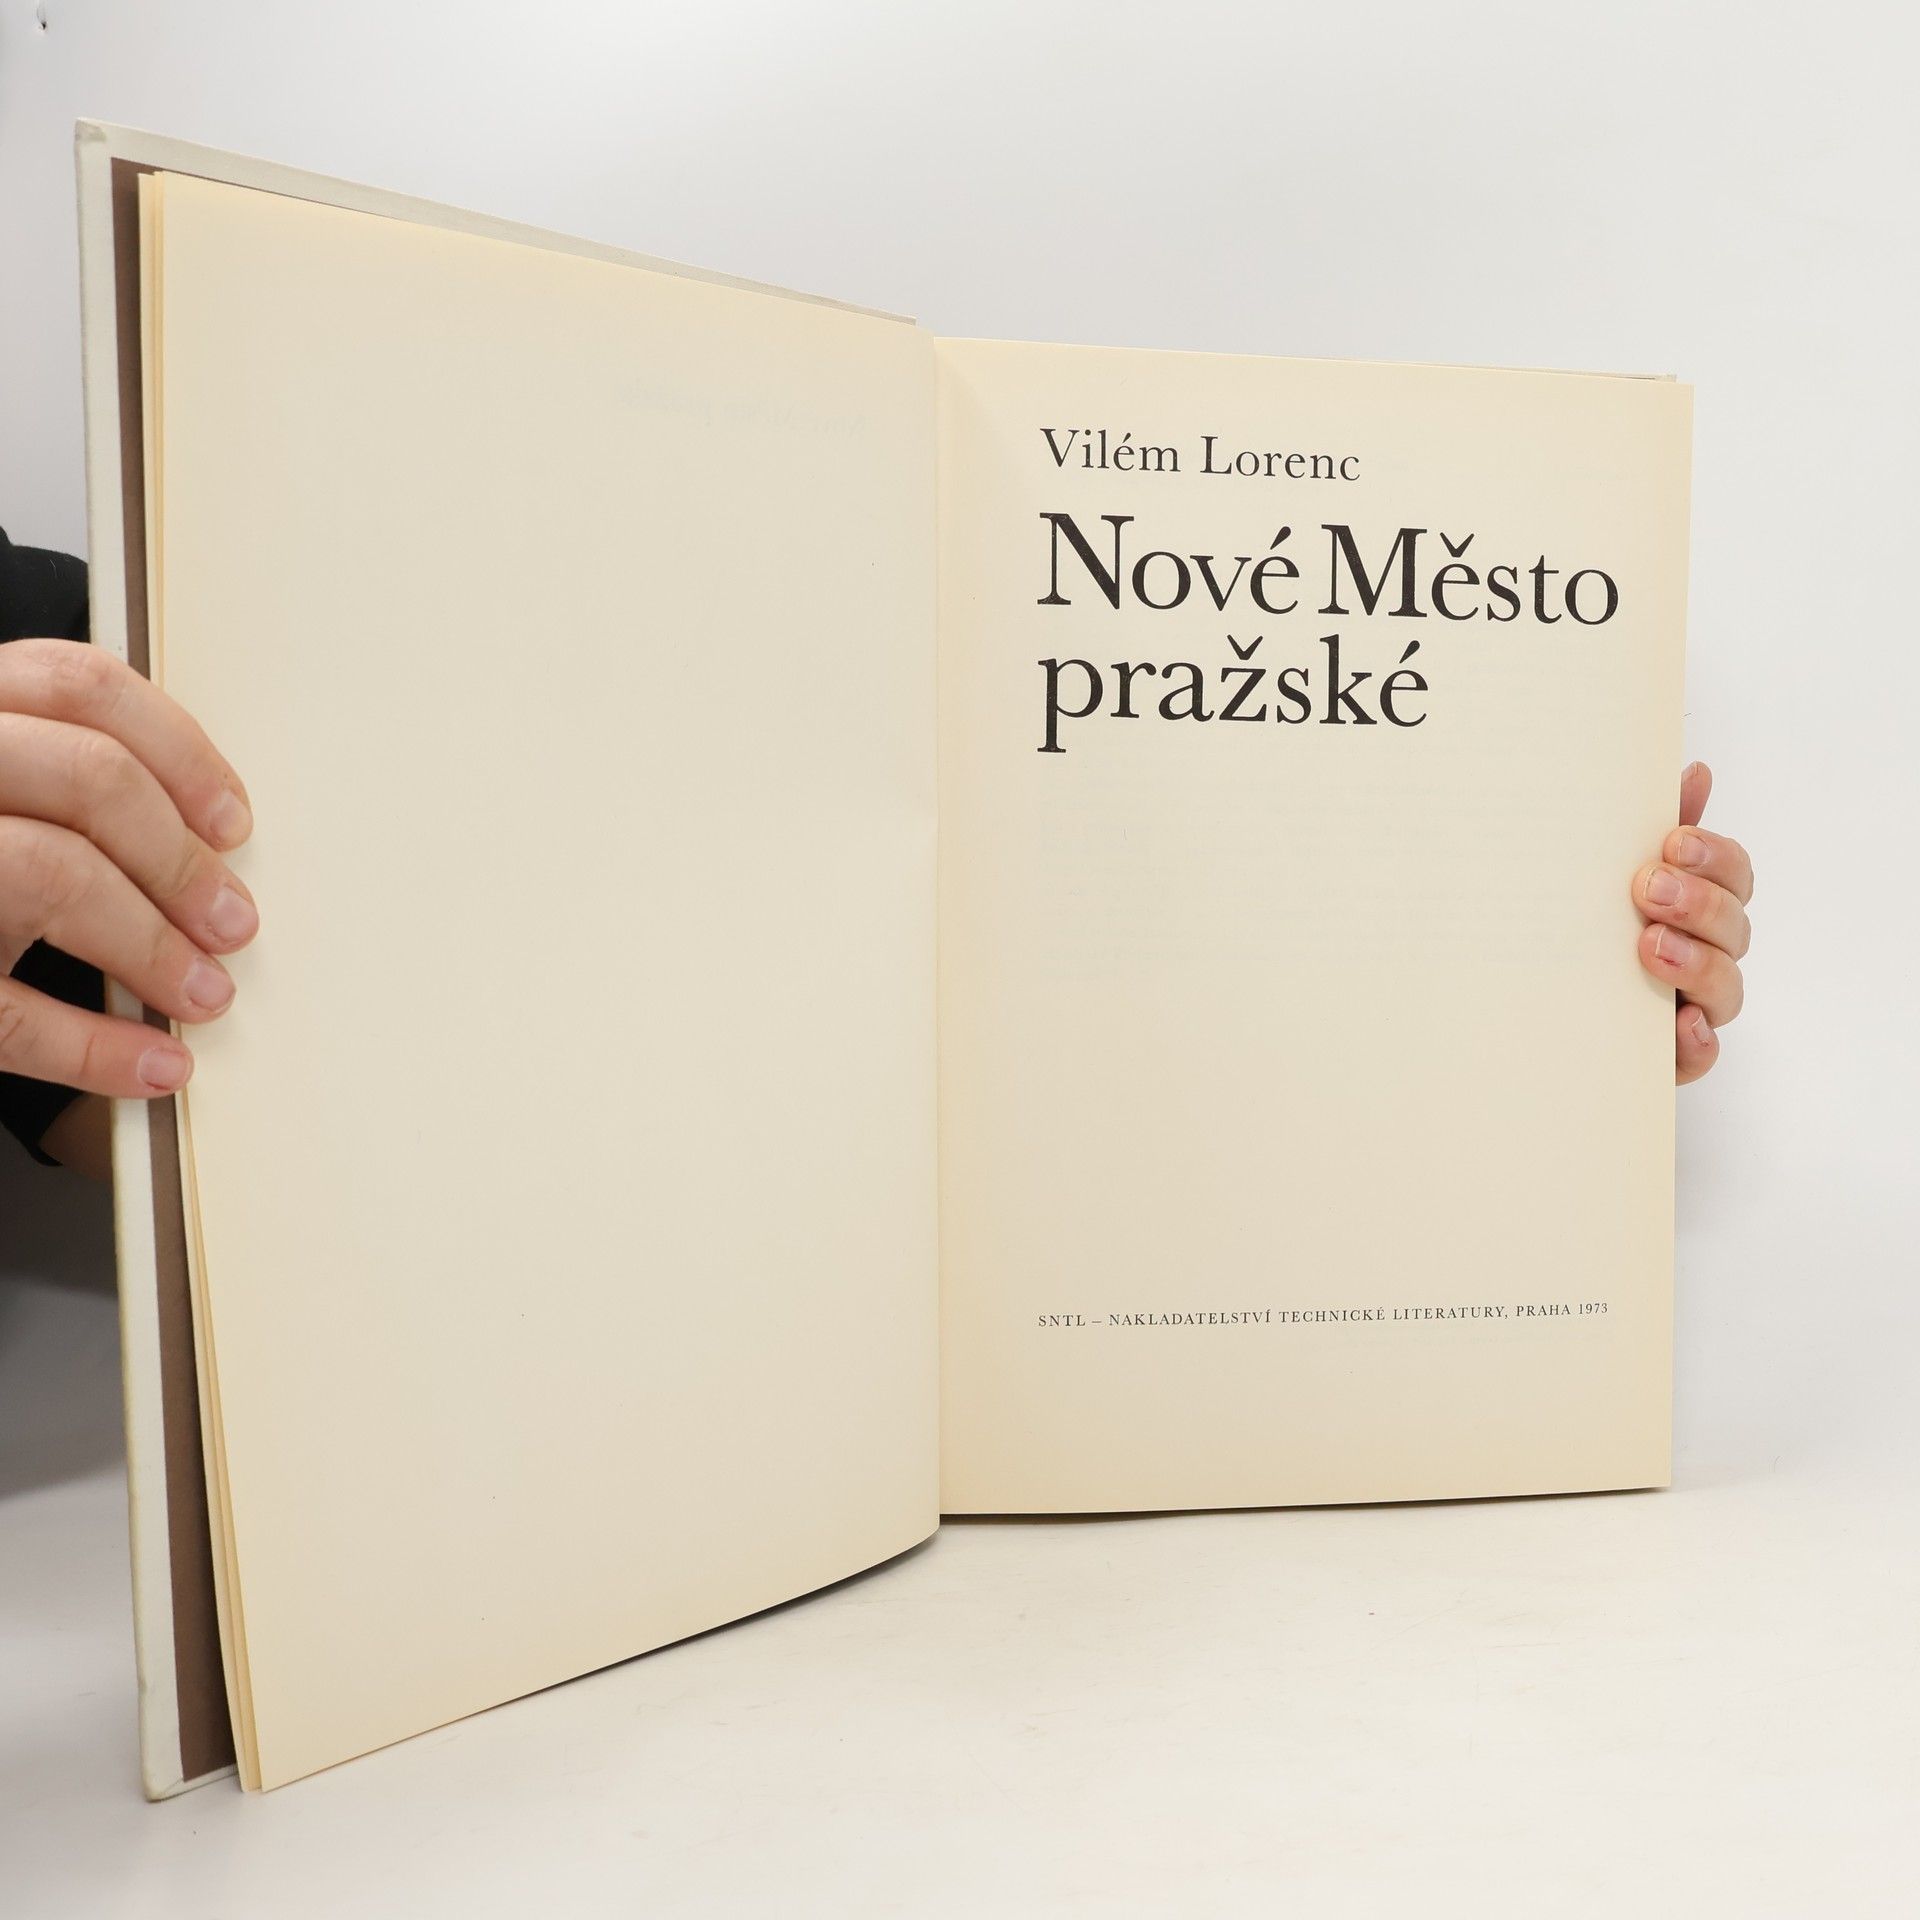 Vilém Lorenc
Nové Město
pražské
SNTL – NAKLADATELSTVÍ TECHNICKÉ LITERATURY, PRAHA 1973